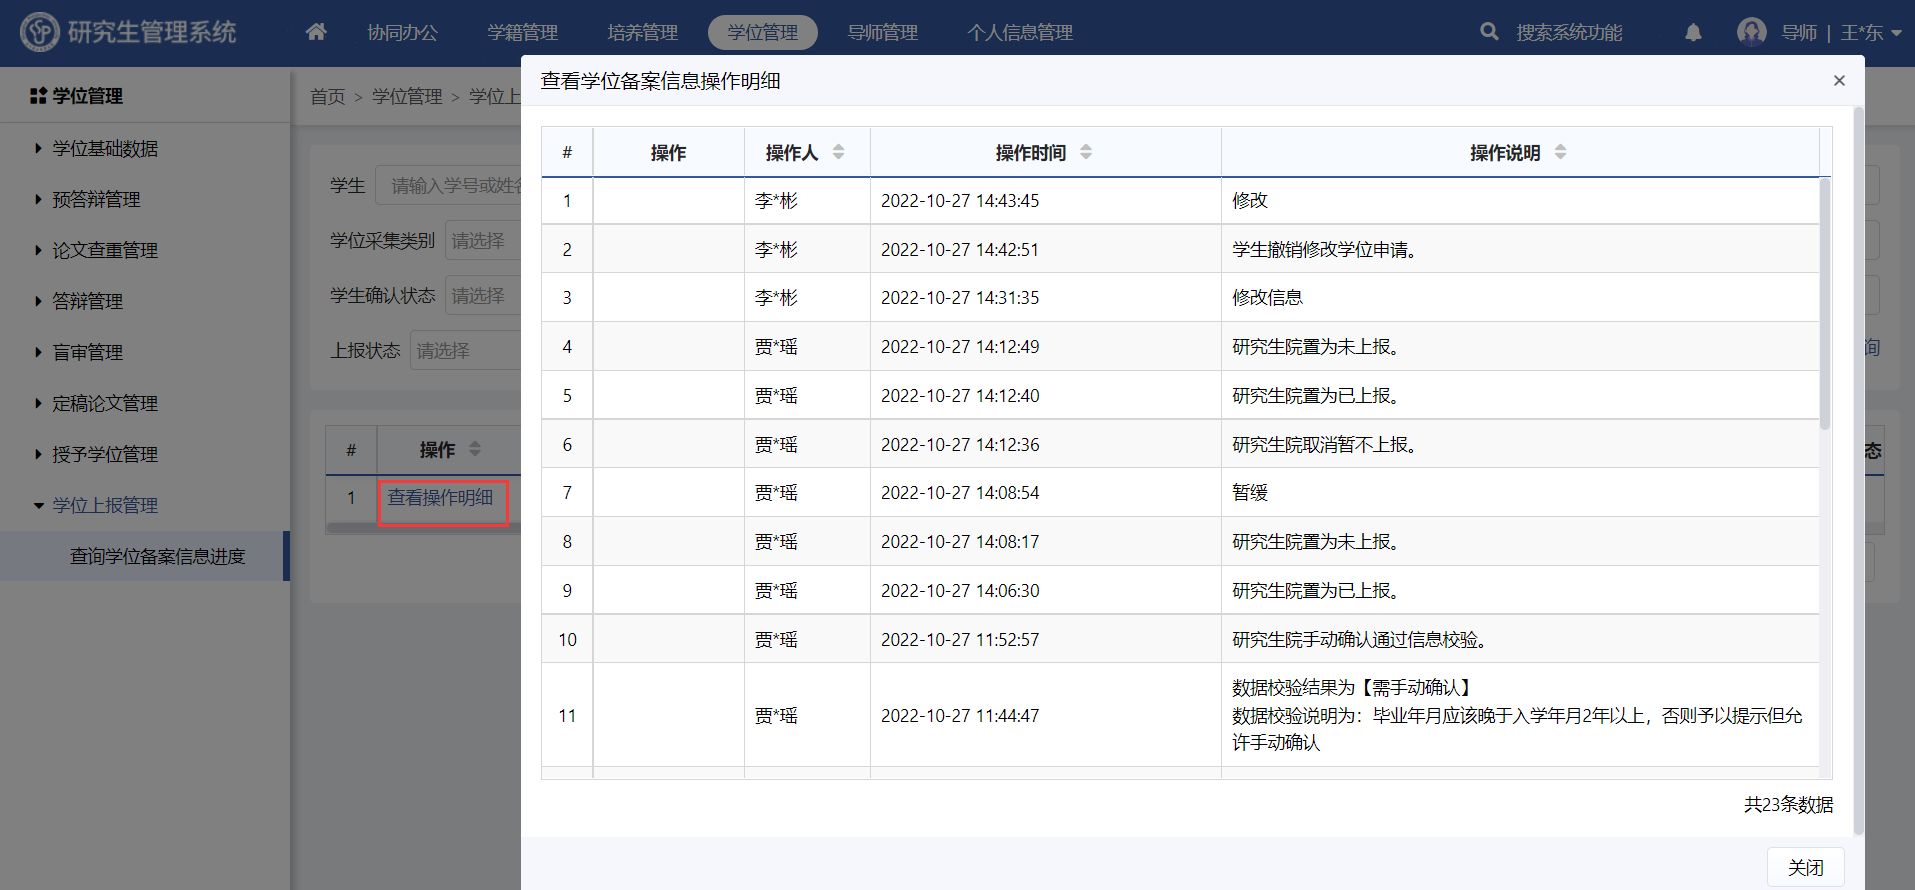 研究生管理系统
协同办公 学籍管理 培养管理 学位管理 导师管理 个人信息管理
搜索系统功能
导师 | 王*东
学位管理
学位基础数据
预答辩管理
论文查重管理
答辩管理
盲审管理
定稿论文管理
授予学位管理
学位上报管理
查询学位备案信息进度
首页 > 学位管理 > 学位上
学生 请输入学号或姓名
学位采集类别 请选择
学生确认状态 请选择
上报状态 请选择
询
# 操作
态
1 查看操作明细
查看学位备案信息操作明细 ×
# 操作 操作人 操作时间 操作说明
1 李*彬 2022-10-27 14:43:45 修改
2 李*彬 2022-10-27 14:42:51 学生撤销修改学位申请。
3 李*彬 2022-10-27 14:31:35 修改信息
4 贾*瑶 2022-10-27 14:12:49 研究生院置为未上报。
5 贾*瑶 2022-10-27 14:12:40 研究生院置为已上报。
6 贾*瑶 2022-10-27 14:12:36 研究生院取消暂不上报。
7 贾*瑶 2022-10-27 14:08:54 暂缓
8 贾*瑶 2022-10-27 14:08:17 研究生院置为未上报。
9 贾*瑶 2022-10-27 14:06:30 研究生院置为已上报。
10 贾*瑶 2022-10-27 11:52:57 研究生院手动确认通过信息校验。
11 贾*瑶 2022-10-27 11:44:47 数据校验结果为【需手动确认】
数据校验说明为：毕业年月应该晚于入学年月2年以上，否则予以提示但允
许手动确认
共23条数据
关闭